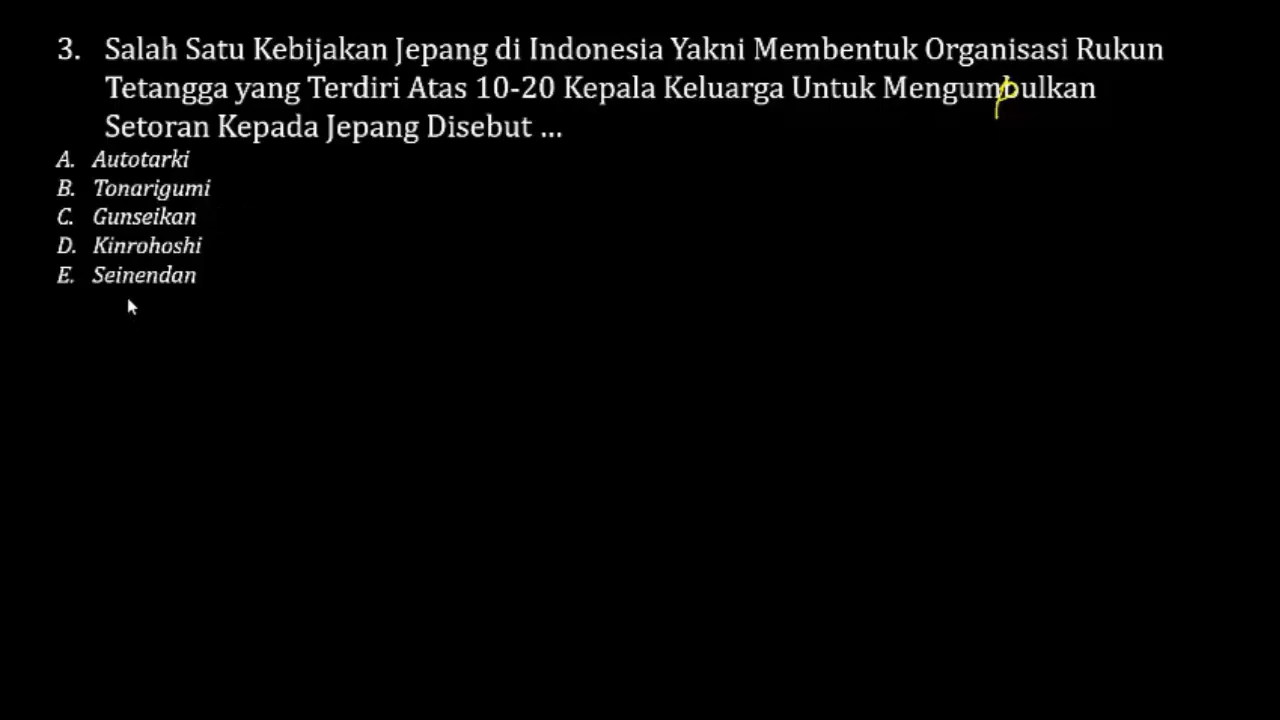 3. Salah Satu Kebijakan Jepang di Indonesia Yakni Membentuk Organisasi Rukun
Tetangga yang Terdiri Atas 10-20 Kepala Keluarga Untuk Mengumpulkan
Setoran Kepada Jepang Disebut ...
A. Autotarki
B. Tonarigumi
C. Gunseikan
D. Kinrohoshi
E. Seinendan